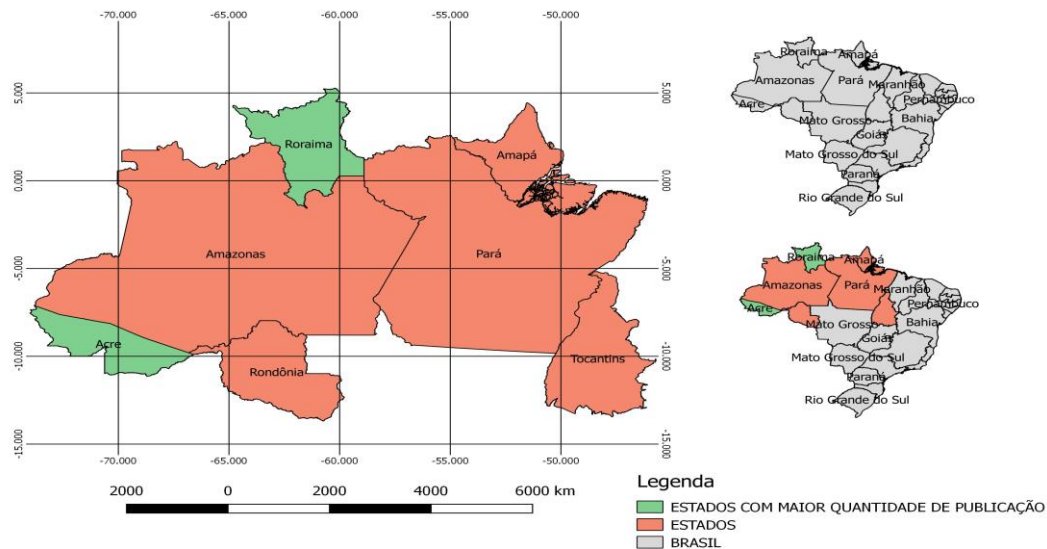 -70.000 -65.000 -60.000 -55.000 -50.000
5.000 5.000
Roraima
Amapá
0.000 0.000
Amazonas
Pará
-5.000 -5.000
Acre
-10.000 -10.000
Rondônia
Tocantins
-15.000 -15.000
-70.000 -65.000 -60.000 -55.000 -50.000
2000 0 2000 4000 6000 km
Roraima
Amapá
Amazonas
Pará
Maranhão
Acre
Pernambuco
Mato Grosso
Bahia
Goiás
Mato Grosso do Sul
Paraná
Rio Grande do Sul
Roraima
Amapá
Amazonas
Pará
Maranhão
Acre
Pernambuco
Mato Grosso
Bahia
Goiás
Mato Grosso do Sul
Paraná
Rio Grande do Sul
Legenda
ESTADOS COM MAIOR QUANTIDADE DE PUBLICAÇÃO
ESTADOS
BRASIL